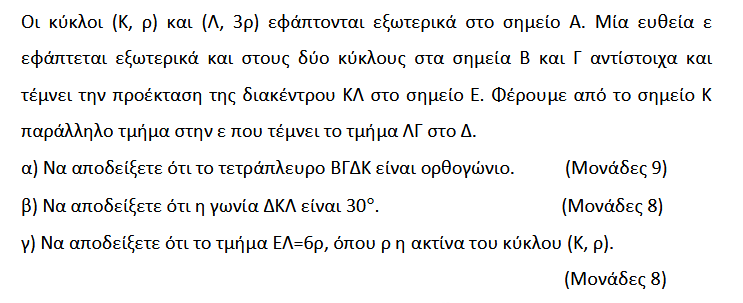 Οι κύκλοι (Κ, ρ) και (Λ, 3ρ) εφάπτονται εξωτερικά στο σημείο Α. Μία ευθεία ε
εφάπτεται εξωτερικά και στους δύο κύκλους στα σημεία Β και Γ αντίστοιχα και
τέμνει την προέκταση της διακέντρου ΚΛ στο σημείο Ε. Φέρουμε από το σημείο Κ
παράλληλο τμήμα στην ε που τέμνει το τμήμα ΛΓ στο Δ.
α) Να αποδείξετε ότι το τετράπλευρο ΒΓΔΚ είναι ορθογώνιο. (Μονάδες 9)
β) Να αποδείξετε ότι η γωνία ΔΚΛ είναι 30°. (Μονάδες 8)
γ) Να αποδείξετε ότι το τμήμα ΕΛ=6ρ, όπου ρ η ακτίνα του κύκλου (Κ, ρ).
(Μονάδες 8)